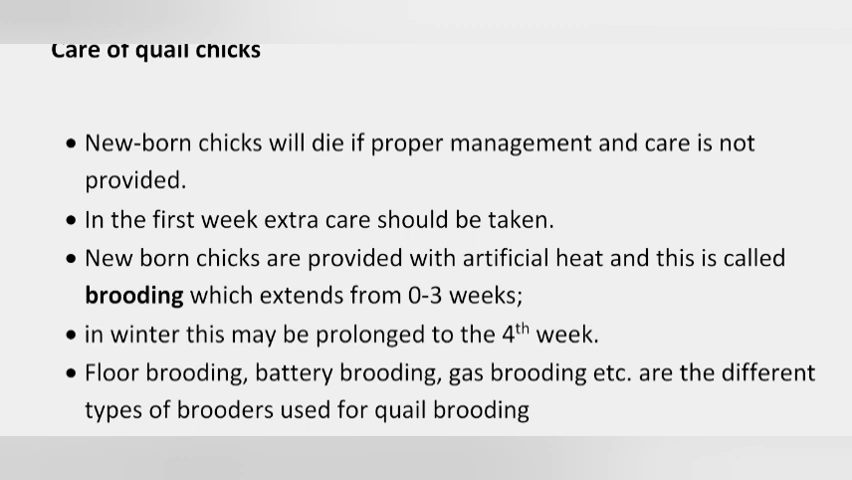 Care of quail chicks
• New-born chicks will die if proper management and care is not
provided.
• In the first week extra care should be taken.
• New born chicks are provided with artificial heat and this is called
brooding which extends from 0-3 weeks;
• in winter this may be prolonged to the 4th week.
• Floor brooding, battery brooding, gas brooding etc. are the different
types of brooders used for quail brooding